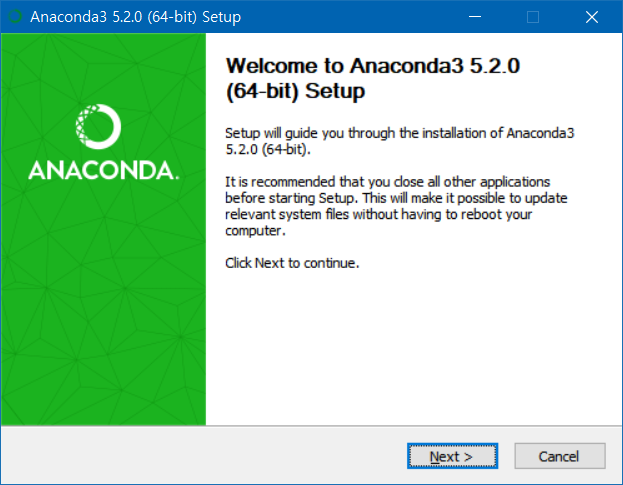 Anaconda3 5.2.0 (64-bit) Setup
ANACONDA.
Welcome to Anaconda3 5.2.0
(64-bit) Setup
Setup will guide you through the installation of Anaconda3
5.2.0 (64-bit).
It is recommended that you close all other applications
before starting Setup. This will make it possible to update
relevant system files without having to reboot your
computer.
Click Next to continue.
Next >
Cancel